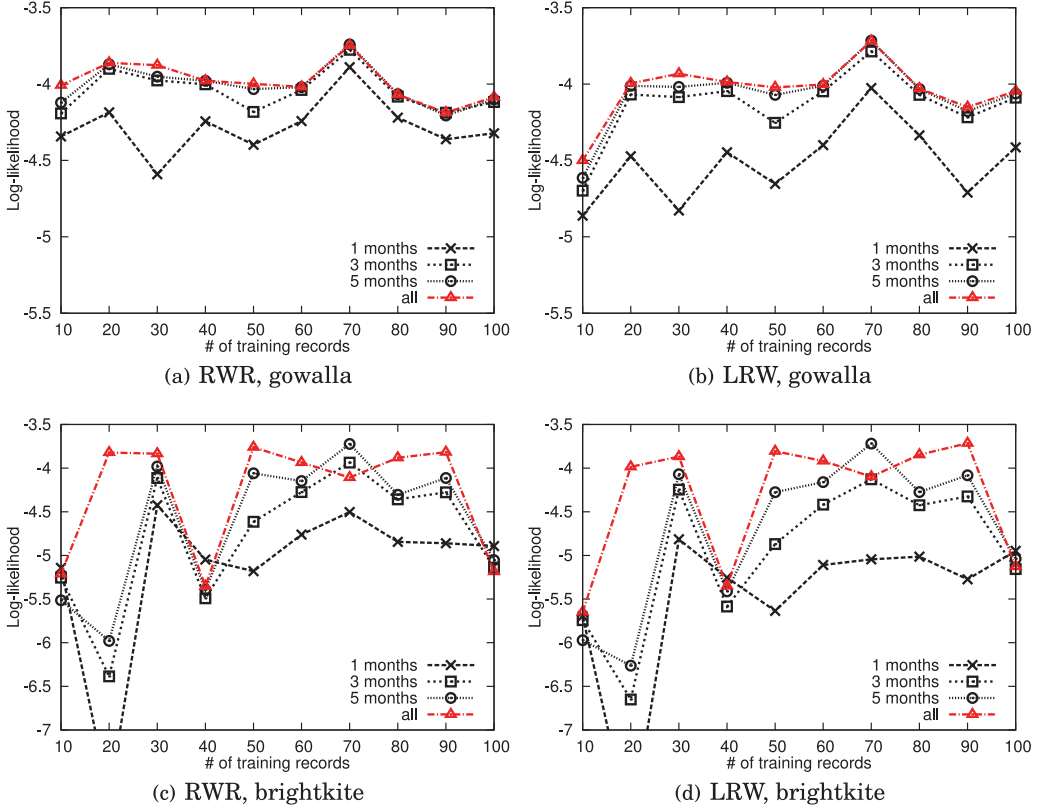 -3.5
-4
-4.5
-5
-5.5
Log-likelihood
1 months
3 months
5 months
all
10 20 30 40 50 60 70 80 90 100
# of training records
(a) RWR, gowalla
-3.5
-4
-4.5
-5
-5.5
Log-likelihood
1 months
3 months
5 months
all
10 20 30 40 50 60 70 80 90 100
# of training records
(b) LRW, gowalla
-3.5
-4
-4.5
-5
-5.5
-6
-6.5
-7
Log-likelihood
1 months
3 months
5 months
all
10 20 30 40 50 60 70 80 90 100
# of training records
(c) RWR, brightkite
-3.5
-4
-4.5
-5
-5.5
-6
-6.5
-7
Log-likelihood
1 months
3 months
5 months
all
10 20 30 40 50 60 70 80 90 100
# of training records
(d) LRW, brightkite